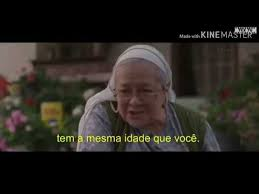 Made with KINEMASTER
tem a mesma idade que você.